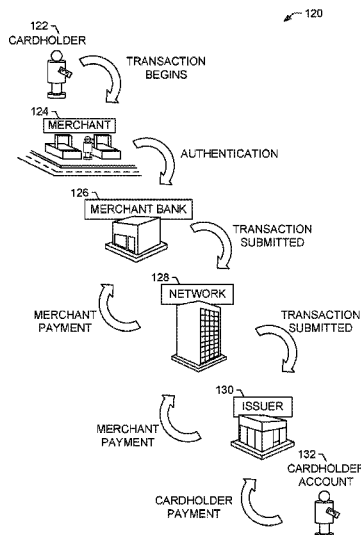 120
122
CARDHOLDER
TRANSACTION
BEGINS
124
MERCHANT
AUTHENTICATION
126
MERCHANT BANK
TRANSACTION
SUBMITTED
128
NETWORK
MERCHANT
PAYMENT
TRANSACTION
SUBMITTED
130
ISSUER
MERCHANT
PAYMENT
132
CARDHOLDER
ACCOUNT
CARDHOLDER
PAYMENT